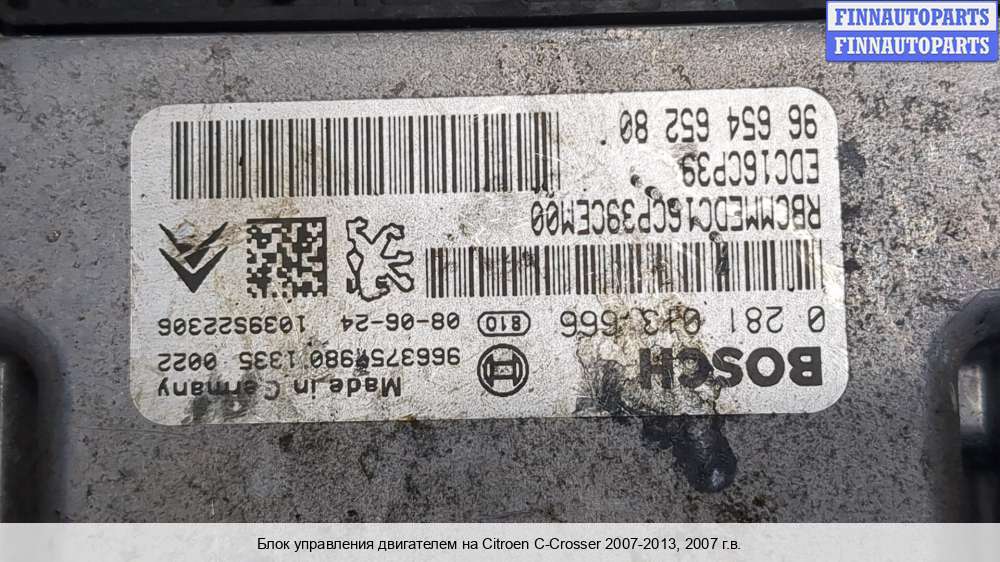 FINNAUTOPARTS
FINNAUTOPARTS
BOSCH
Made in Germany
1335 0022
0 281 013 666
810
08-06-24 1039S22306
RBCMMEDC16CP39CEM00
EDC16CP39
96 654 652 80
Блок управления двигателем на Citroen C-Crosser 2007-2013, 2007 г.в.